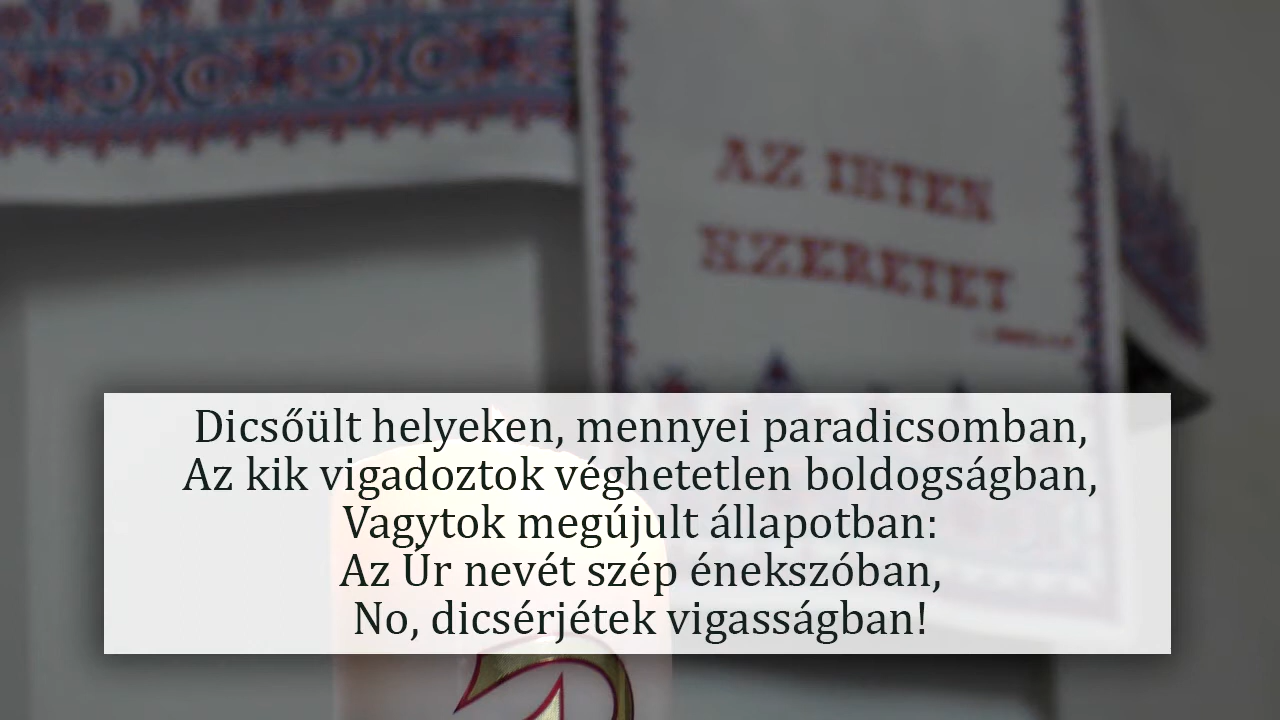 AZ ISTEN
SZERETET
Dicsőült helyeken, mennyei paradicsomban,
Az kik vigadoztok véghetetlen boldogságban,
Vagytok megújult állapotban:
Az Úr nevét szép énekszóban,
No, dicsérjétek vigasságban!